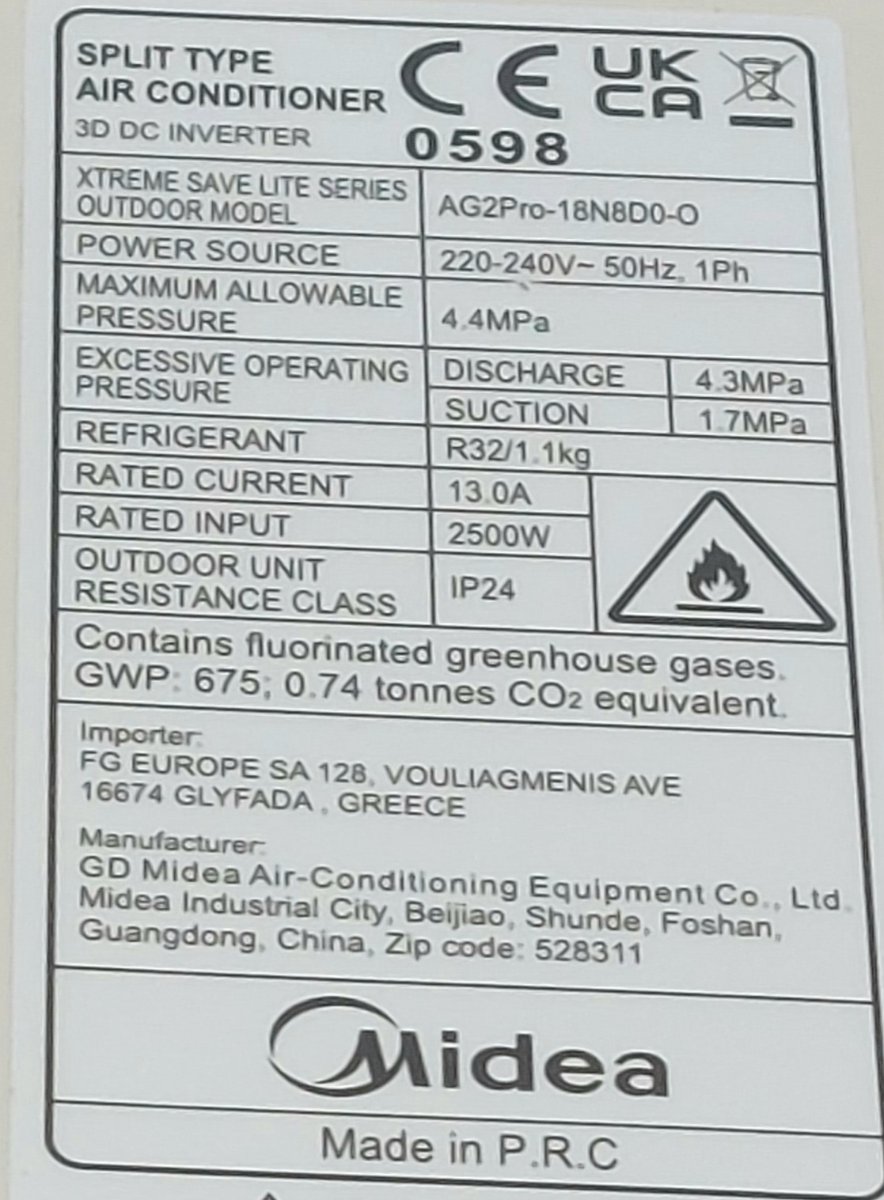 SPLIT TYPE
AIR CONDITIONER
3D DC INVERTER
CE
0598
UK
CA
XTREME SAVE LITE SERIES
OUTDOOR MODEL
AG2Pro-18N8D0-O
POWER SOURCE
220-240V~ 50Hz, 1Ph
MAXIMUM ALLOWABLE
PRESSURE
4.4MPa
EXCESSIVE OPERATING
PRESSURE
DISCHARGE
4.3MPa
SUCTION
1.7MPa
REFRIGERANT
R32/1.1kg
RATED CURRENT
13.0A
RATED INPUT
2500W
OUTDOOR UNIT
RESISTANCE CLASS
IP24
Contains fluorinated greenhouse gases.
GWP: 675; 0.74 tonnes CO2 equivalent.
Importer:
FG EUROPE SA 128, VOULIAGMENIS AVE
16674 GLYFADA , GREECE
Manufacturer:
GD Midea Air-Conditioning Equipment Co., Ltd.
Midea Industrial City, Beijiao, Shunde, Foshan,
Guangdong, China, Zip code: 528311
Midea
Made in P.R.C